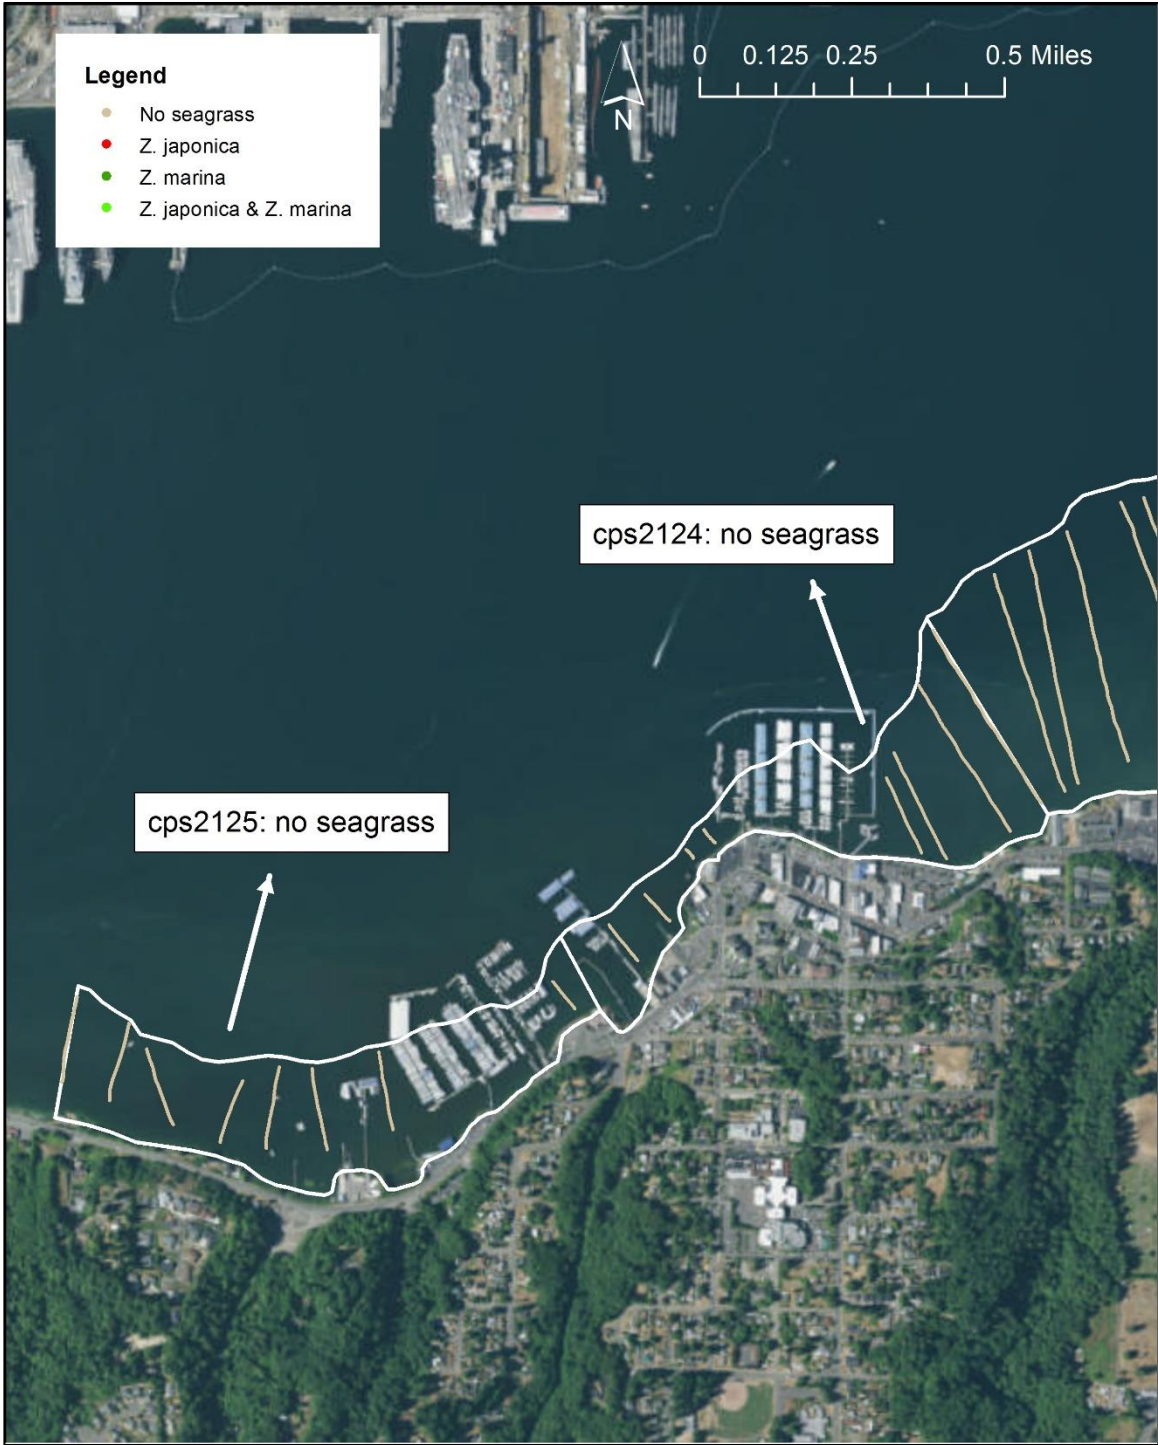 Legend
No seagrass
Z. japonica
Z. marina
Z. japonica & Z. marina
0 0.125 0.25 0.5 Miles
N
cps2124: no seagrass
cps2125: no seagrass